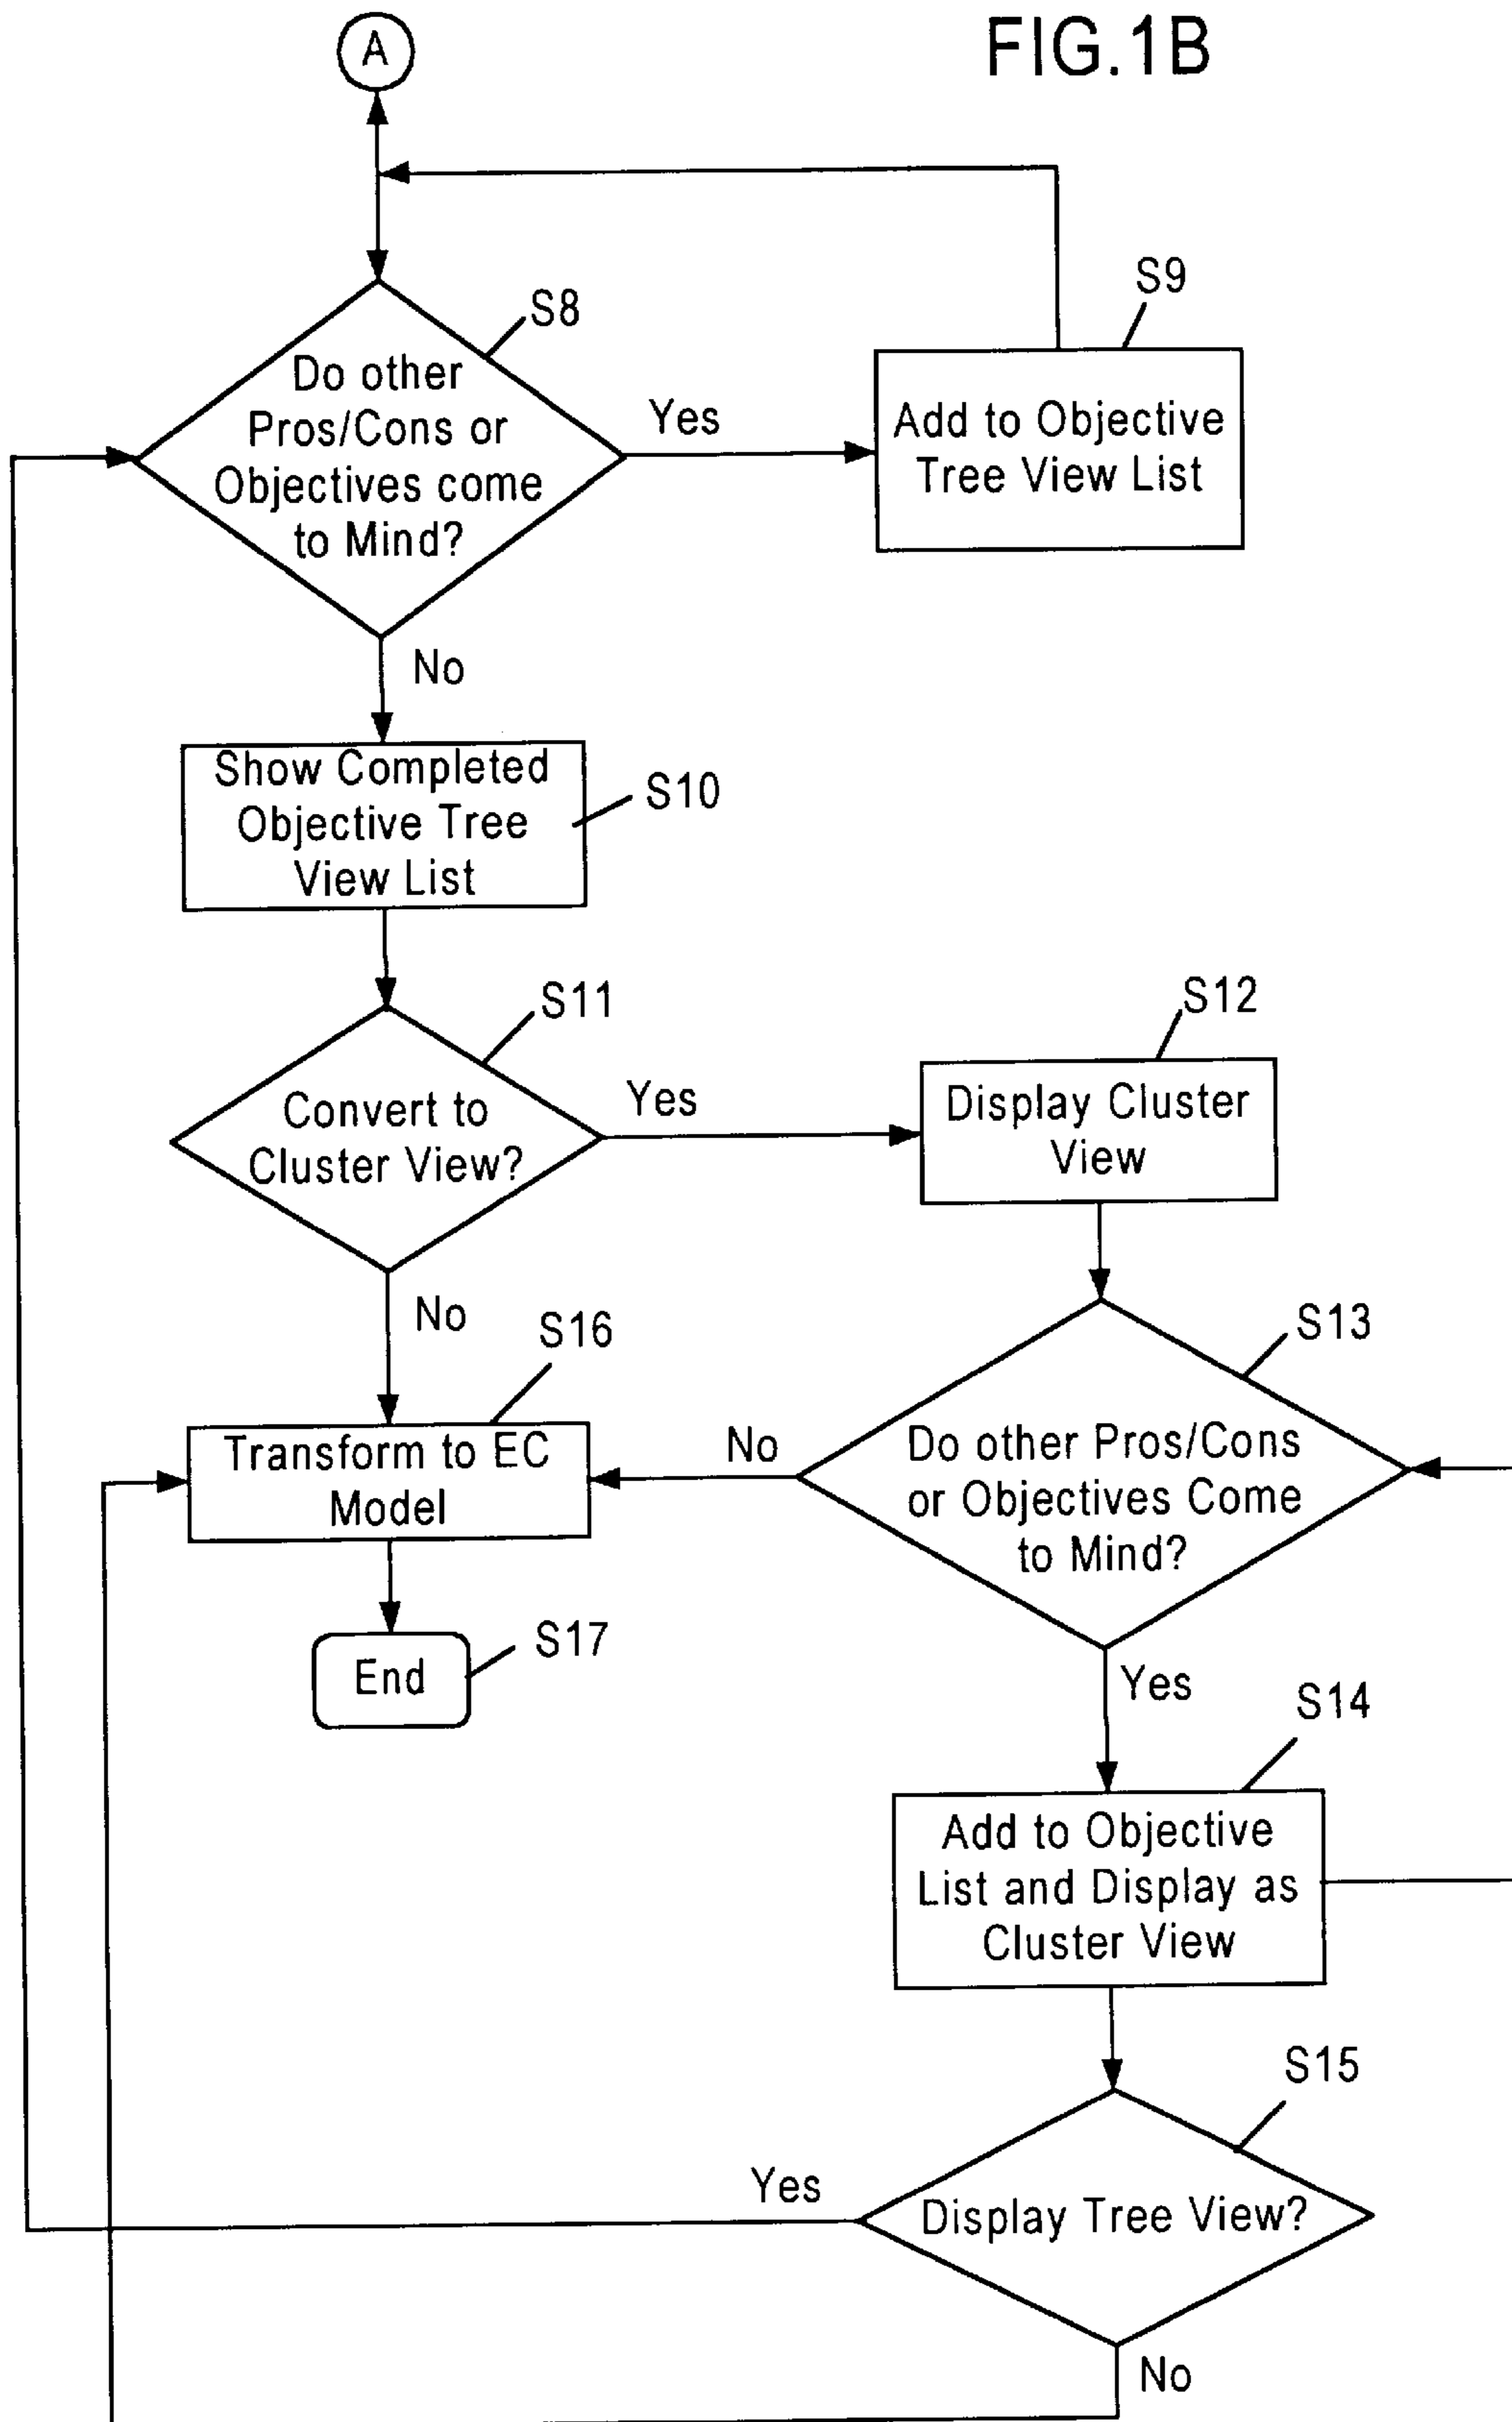 FIG.1B
A
S8
Do other
Pros/Cons or
Objectives come
to Mind?
Yes
S9
Add to Objective
Tree View List
No
Show Completed
Objective Tree
View List
S10
S11
Convert to
Cluster View?
Yes
S12
Display Cluster
View
No
S16
Transform to EC
Model
S13
No
Do other Pros/Cons
or Objectives Come
to Mind?
End
S17
Yes
S14
Add to Objective
List and Display as
Cluster View
S15
Yes
Display Tree View?
No